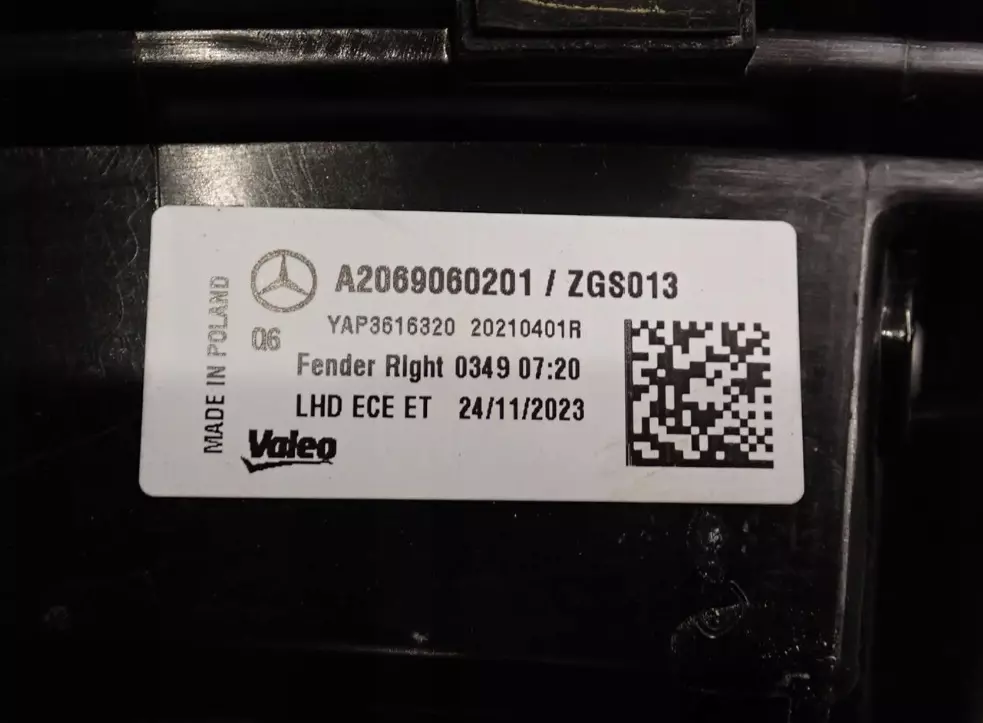 MADE IN POLAND
A2069060201 / ZGS013
Q6 YAP3616320 20210401R
Fender Right 0349 07:20
LHD ECE ET 24/11/2023
Valeo